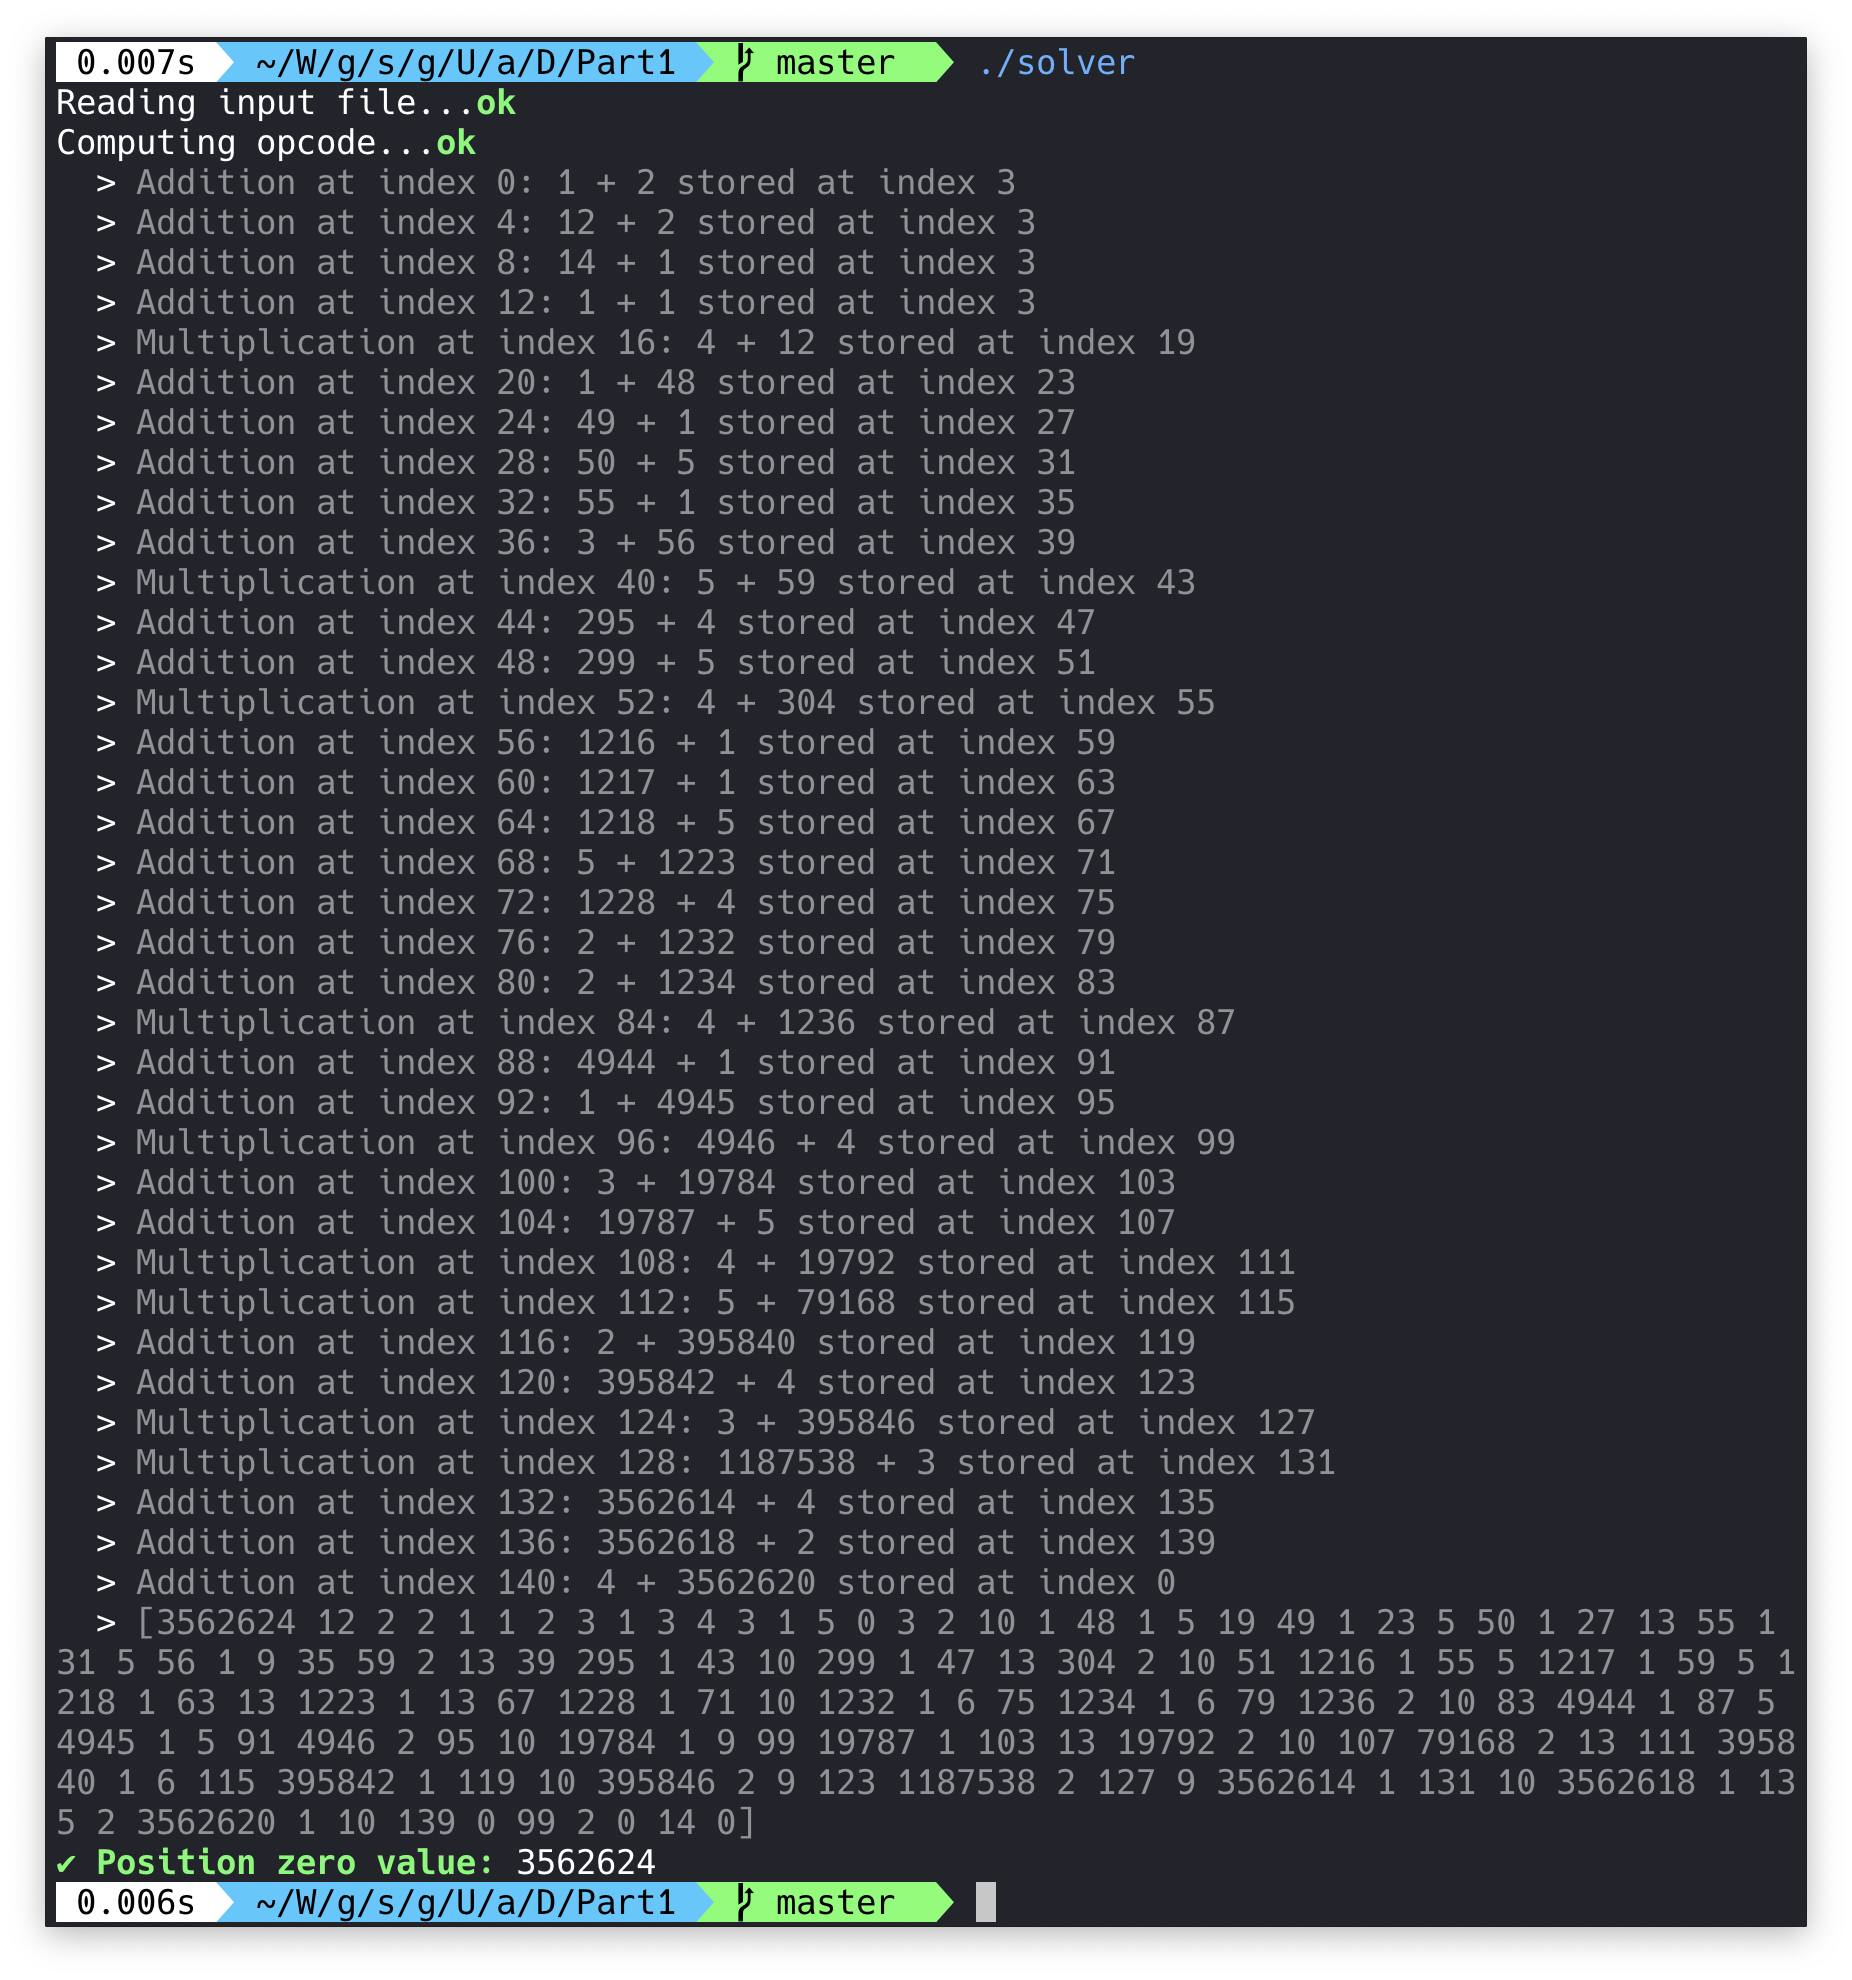 0.007s ~/W/g/s/g/U/a/D/Part1 master ./solver
Reading input file...ok
Computing opcode...ok
> Addition at index 0: 1 + 2 stored at index 3
> Addition at index 4: 12 + 2 stored at index 3
> Addition at index 8: 14 + 1 stored at index 3
> Addition at index 12: 1 + 1 stored at index 3
> Multiplication at index 16: 4 + 12 stored at index 19
> Addition at index 20: 1 + 48 stored at index 23
> Addition at index 24: 49 + 1 stored at index 27
> Addition at index 28: 50 + 5 stored at index 31
> Addition at index 32: 55 + 1 stored at index 35
> Addition at index 36: 3 + 56 stored at index 39
> Multiplication at index 40: 5 + 59 stored at index 43
> Addition at index 44: 295 + 4 stored at index 47
> Addition at index 48: 299 + 5 stored at index 51
> Multiplication at index 52: 4 + 304 stored at index 55
> Addition at index 56: 1216 + 1 stored at index 59
> Addition at index 60: 1217 + 1 stored at index 63
> Addition at index 64: 1218 + 5 stored at index 67
> Addition at index 68: 5 + 1223 stored at index 71
> Addition at index 72: 1228 + 4 stored at index 75
> Addition at index 76: 2 + 1232 stored at index 79
> Addition at index 80: 2 + 1234 stored at index 83
> Multiplication at index 84: 4 + 1236 stored at index 87
> Addition at index 88: 4944 + 1 stored at index 91
> Addition at index 92: 1 + 4945 stored at index 95
> Multiplication at index 96: 4946 + 4 stored at index 99
> Addition at index 100: 3 + 19784 stored at index 103
> Addition at index 104: 19787 + 5 stored at index 107
> Multiplication at index 108: 4 + 19792 stored at index 111
> Multiplication at index 112: 5 + 79168 stored at index 115
> Addition at index 116: 2 + 395840 stored at index 119
> Addition at index 120: 395842 + 4 stored at index 123
> Multiplication at index 124: 3 + 395846 stored at index 127
> Multiplication at index 128: 1187538 + 3 stored at index 131
> Addition at index 132: 3562614 + 4 stored at index 135
> Addition at index 136: 3562618 + 2 stored at index 139
> Addition at index 140: 4 + 3562620 stored at index 0
> [3562624 12 2 2 1 1 2 3 1 3 4 3 1 5 0 3 2 10 1 48 1 5 19 49 1 23 5 50 1 27 13 55 1
31 5 56 1 9 35 59 2 13 39 295 1 43 10 299 1 47 13 304 2 10 51 1216 1 55 5 1217 1 59 5 1
218 1 63 13 1223 1 13 67 1228 1 71 10 1232 1 6 75 1234 1 6 79 1236 2 10 83 4944 1 87 5
4945 1 5 91 4946 2 95 10 19784 1 9 99 19787 1 103 13 19792 2 10 107 79168 2 13 111 3958
40 1 6 115 395842 1 119 10 395846 2 9 123 1187538 2 127 9 3562614 1 131 10 3562618 1 13
5 2 3562620 1 10 139 0 99 2 0 14 0]
✔ Position zero value: 3562624
0.006s ~/W/g/s/g/U/a/D/Part1 master